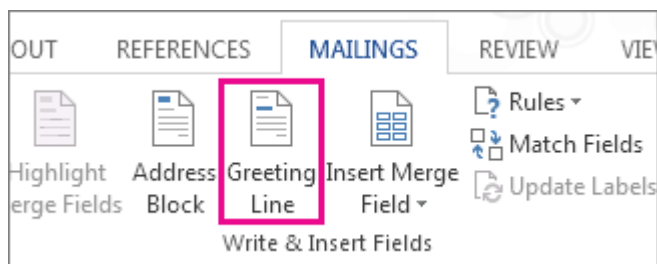 OUT REFERENCES MAILINGS REVIEW VIE
Rules
Match Fields
Update Labels
Highlight
erge Fields
Address
Block
Greeting
Line
Insert Merge
Field
Write & Insert Fields